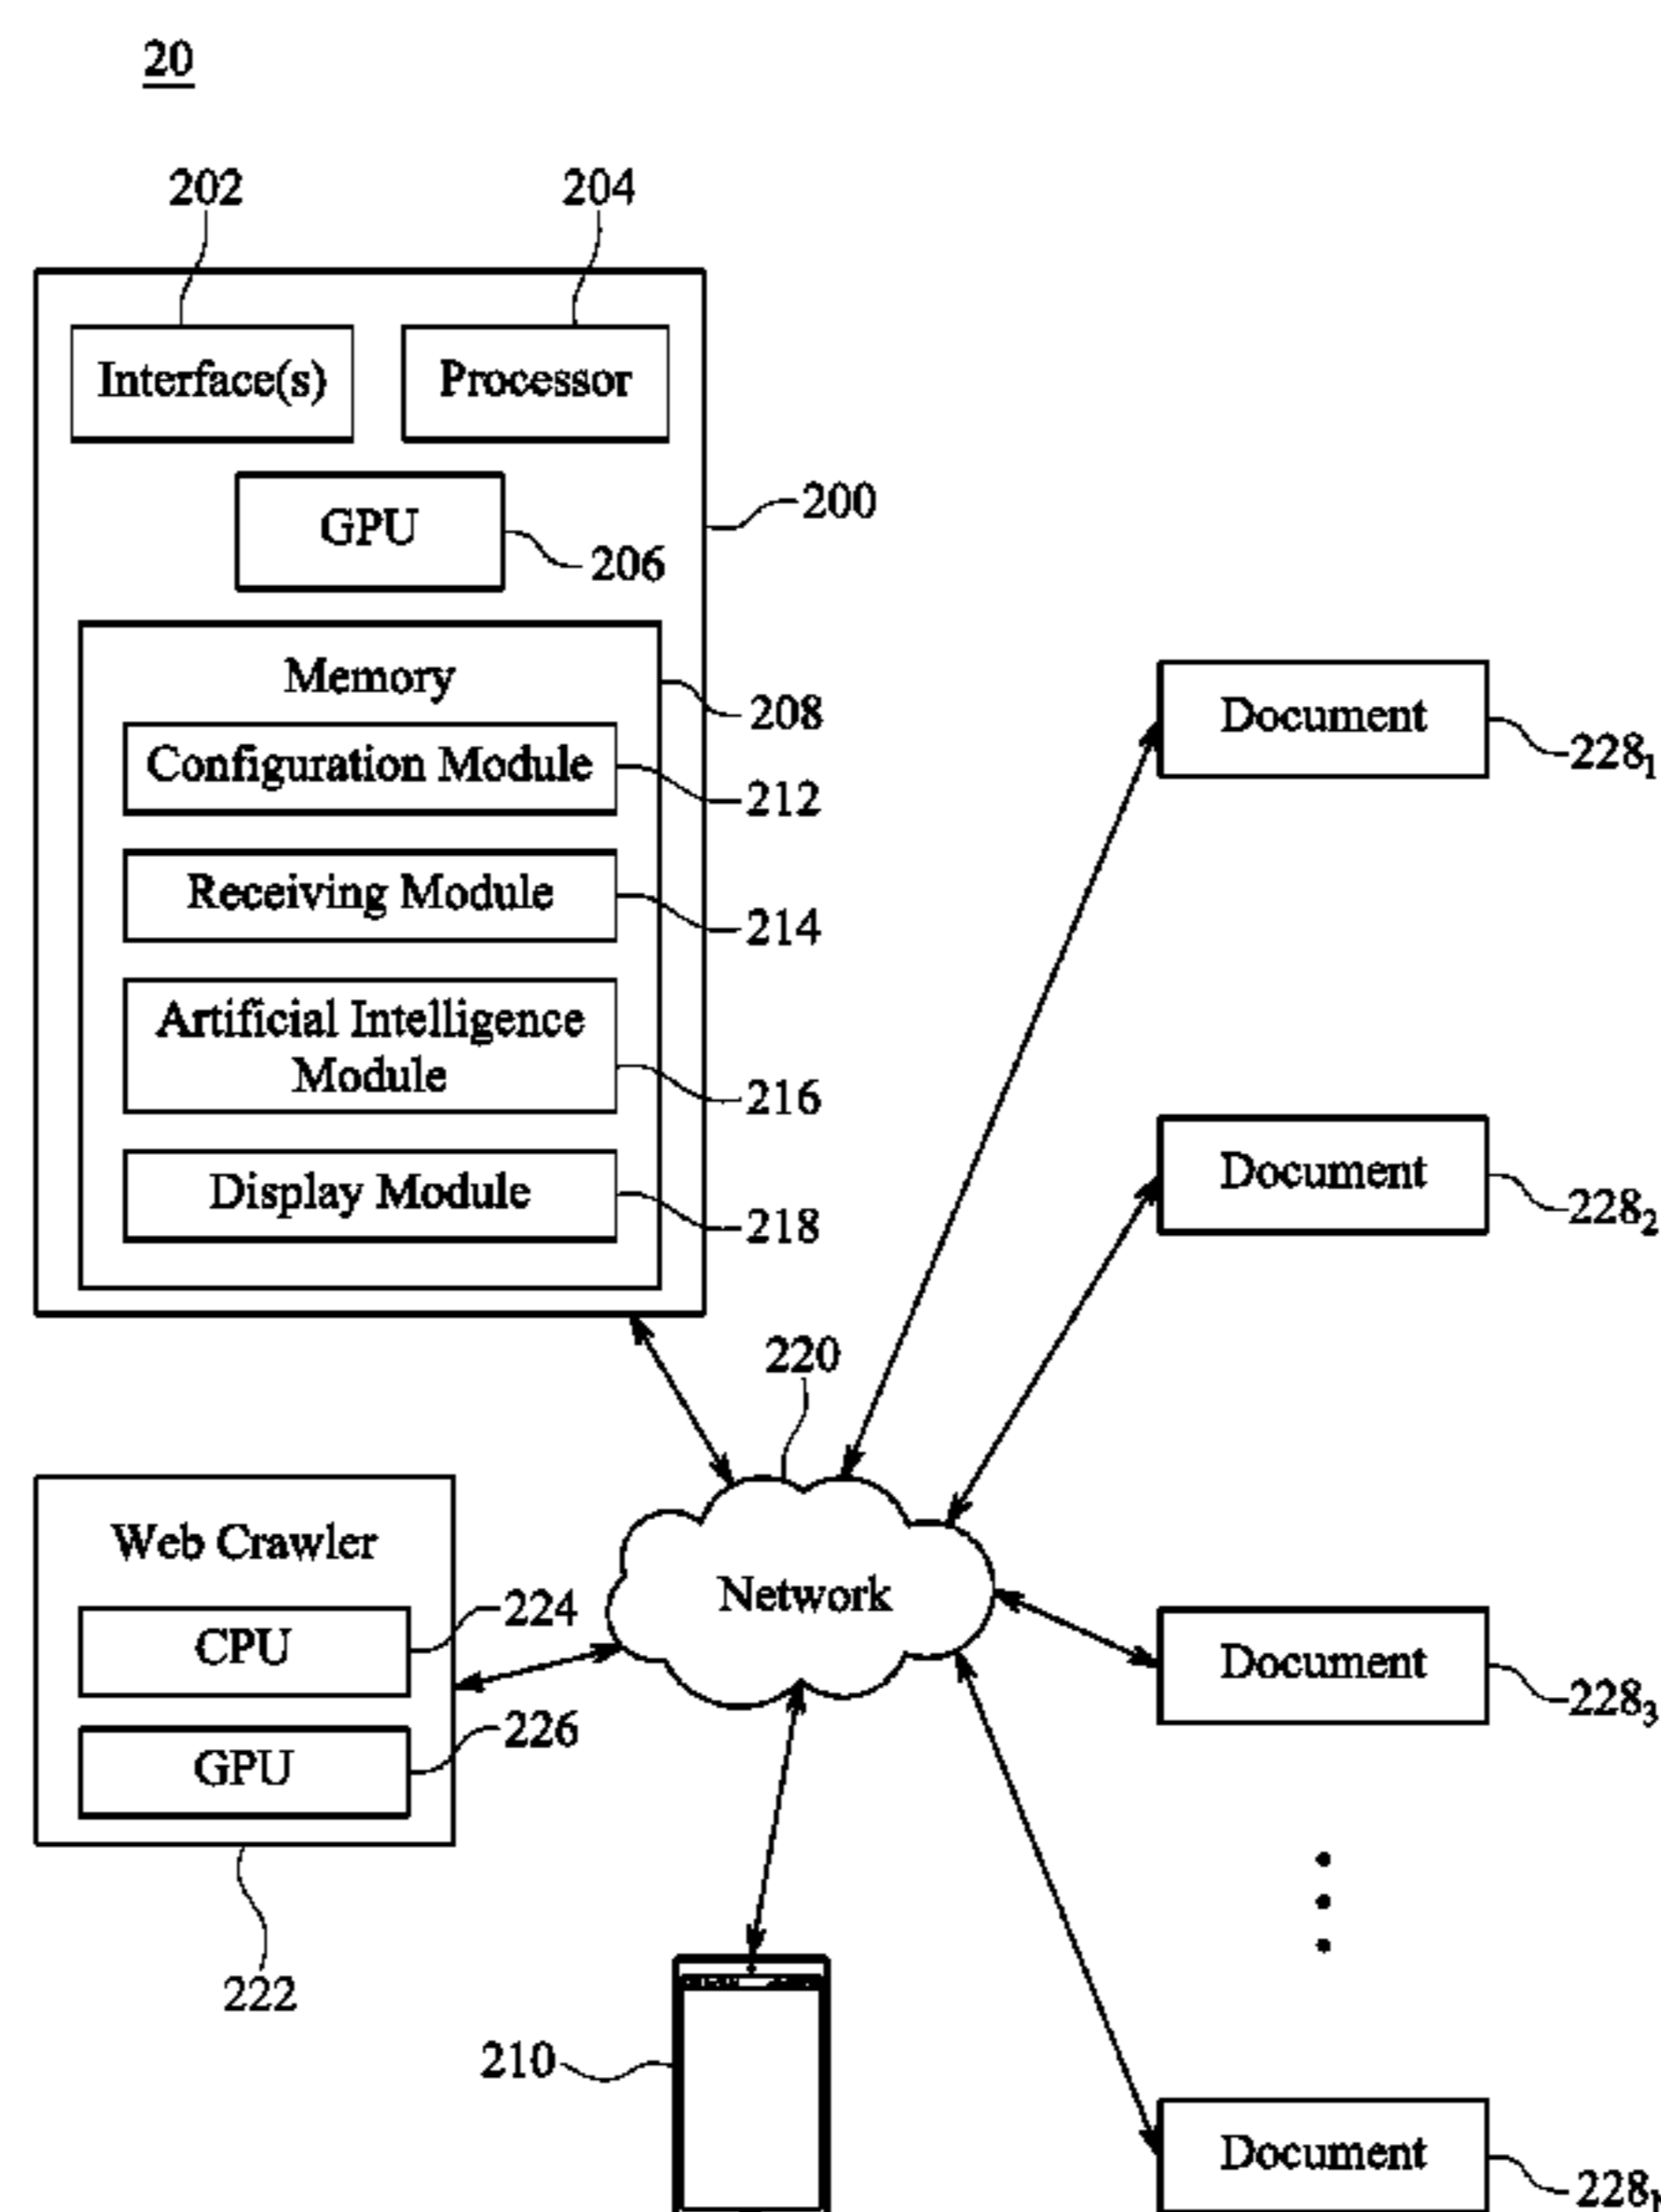 20
202
204
Interface(s)
Processor
GPU
200
206
Memory
208
Configuration Module
212
Receiving Module
214
Artificial Intelligence
Module
216
Display Module
218
Document
228₁
Document
228₂
220
Network
Web Crawler
CPU
224
GPU
226
222
Document
228₃
210
Document
228